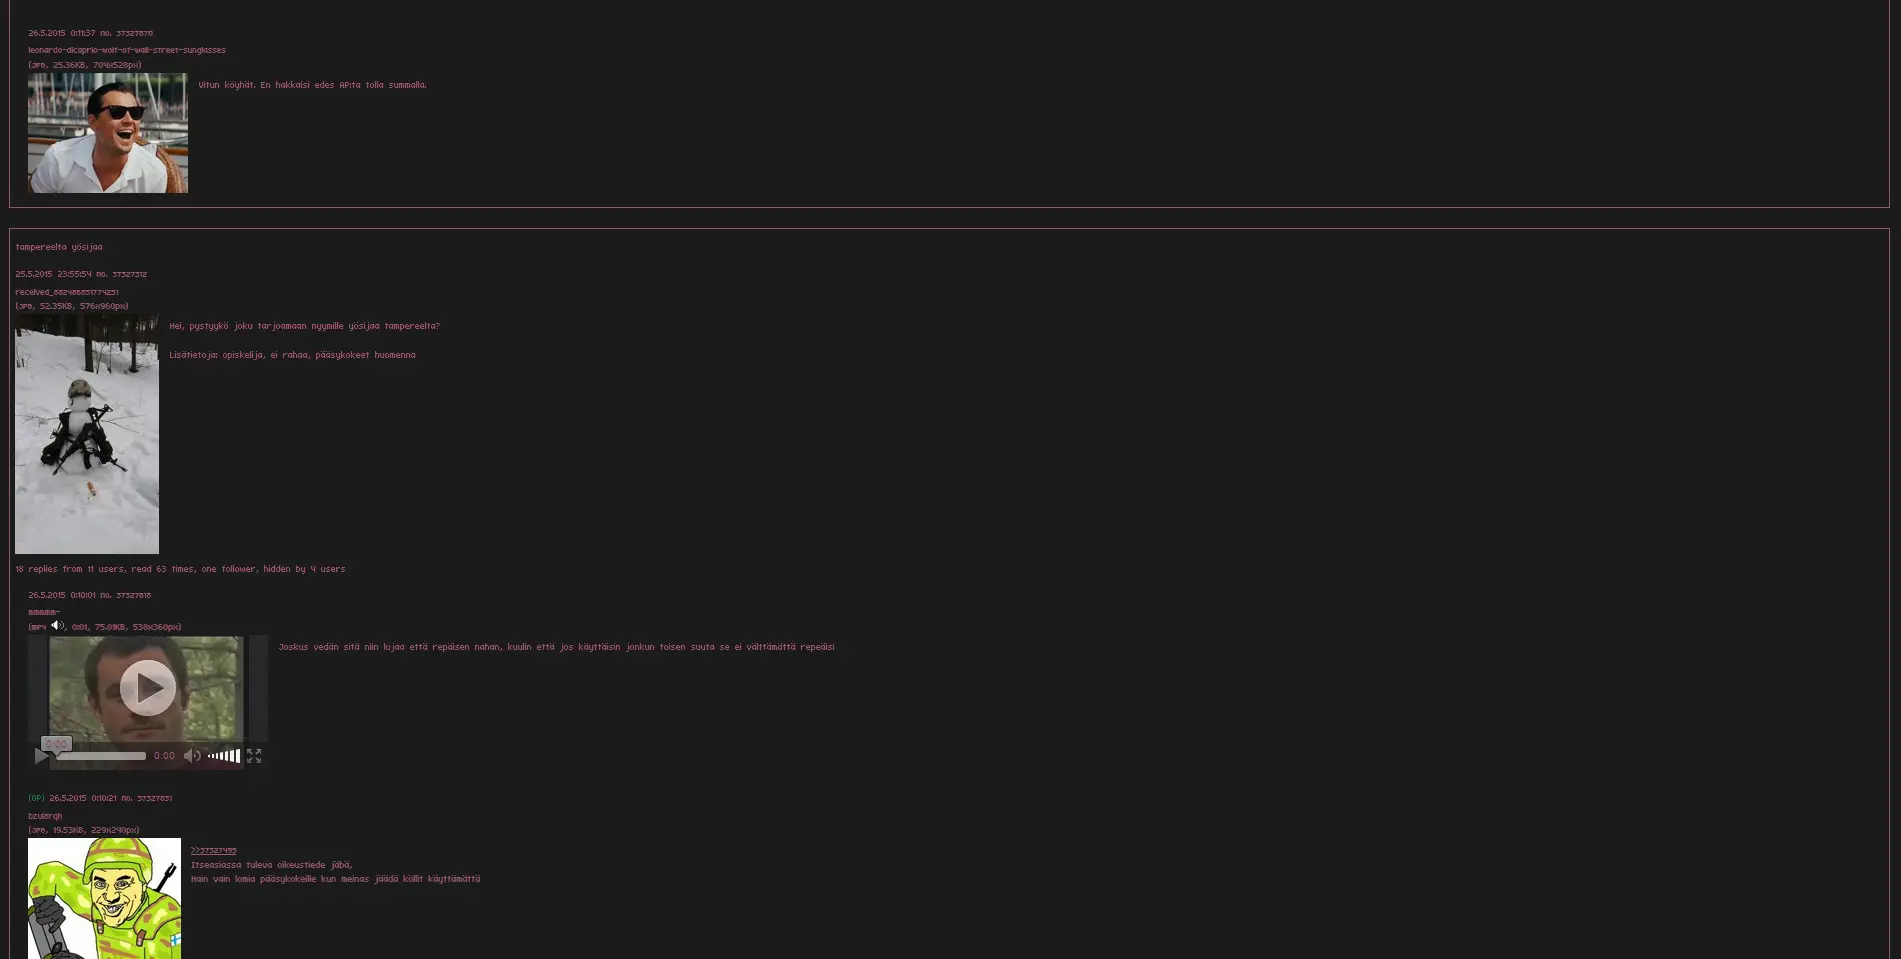 26.5.2015 0:11:37 no. 37327870
leonardo-dicaprio-wolf-of-wall-street-sunglasses
(JPG, 25.36KB, 704x528px)
Vitun köyhät. En hakkaisi edes AP:ta tolla summalla.
tampereelta yösijaa
25.5.2015 23:55:54 no. 37327312
received_882486851774231
(JPG, 52.35KB, 576x960px)
Hei, pystyykö joku tarjoamaan nyymille yösijaa tampereelta?
Lisätietoja: opiskelija, ei rahaa, pääsykokeet huomenna
18 replies from 11 users, read 63 times, one follower, hidden by 4 users
26.5.2015 0:10:01 no. 37327818
mmmmm-
(MP4 , 0:01, 75.01KB, 538x360px)
Joskus vedän sitä niin lujaa että repäisen nahan, kuulin että jos käyttäisin jonkun toisen suuta se ei välttämättä repeäisi
0:00
0:00
(OP) 26.5.2015 0:10:21 no. 37327831
bzu1argh
(JPG, 19.53KB, 229x240px)
>>37327495
Itseasiassa tuleva oikeustiede jäbä,
Hain vain lomia pääsykokeille kun meinas jäädä köllit käyttämättä